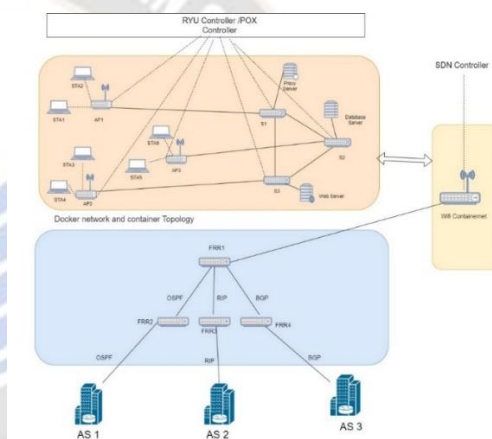 RYU Controller /POX
Controller
SDN Controller
STA2
STA1
AP1
Server
Database
Server
S1
STA6
S2
STA3
AP3
STA5
STA4
AP2
S3
Web Server
Wifi Containernet
Docker network and container Topology
FRR1
OSPF
RIP
BGP
FRR2
FRR3
FRR4
OSPF
RIP
BGP
AS 1
AS 2
AS 3